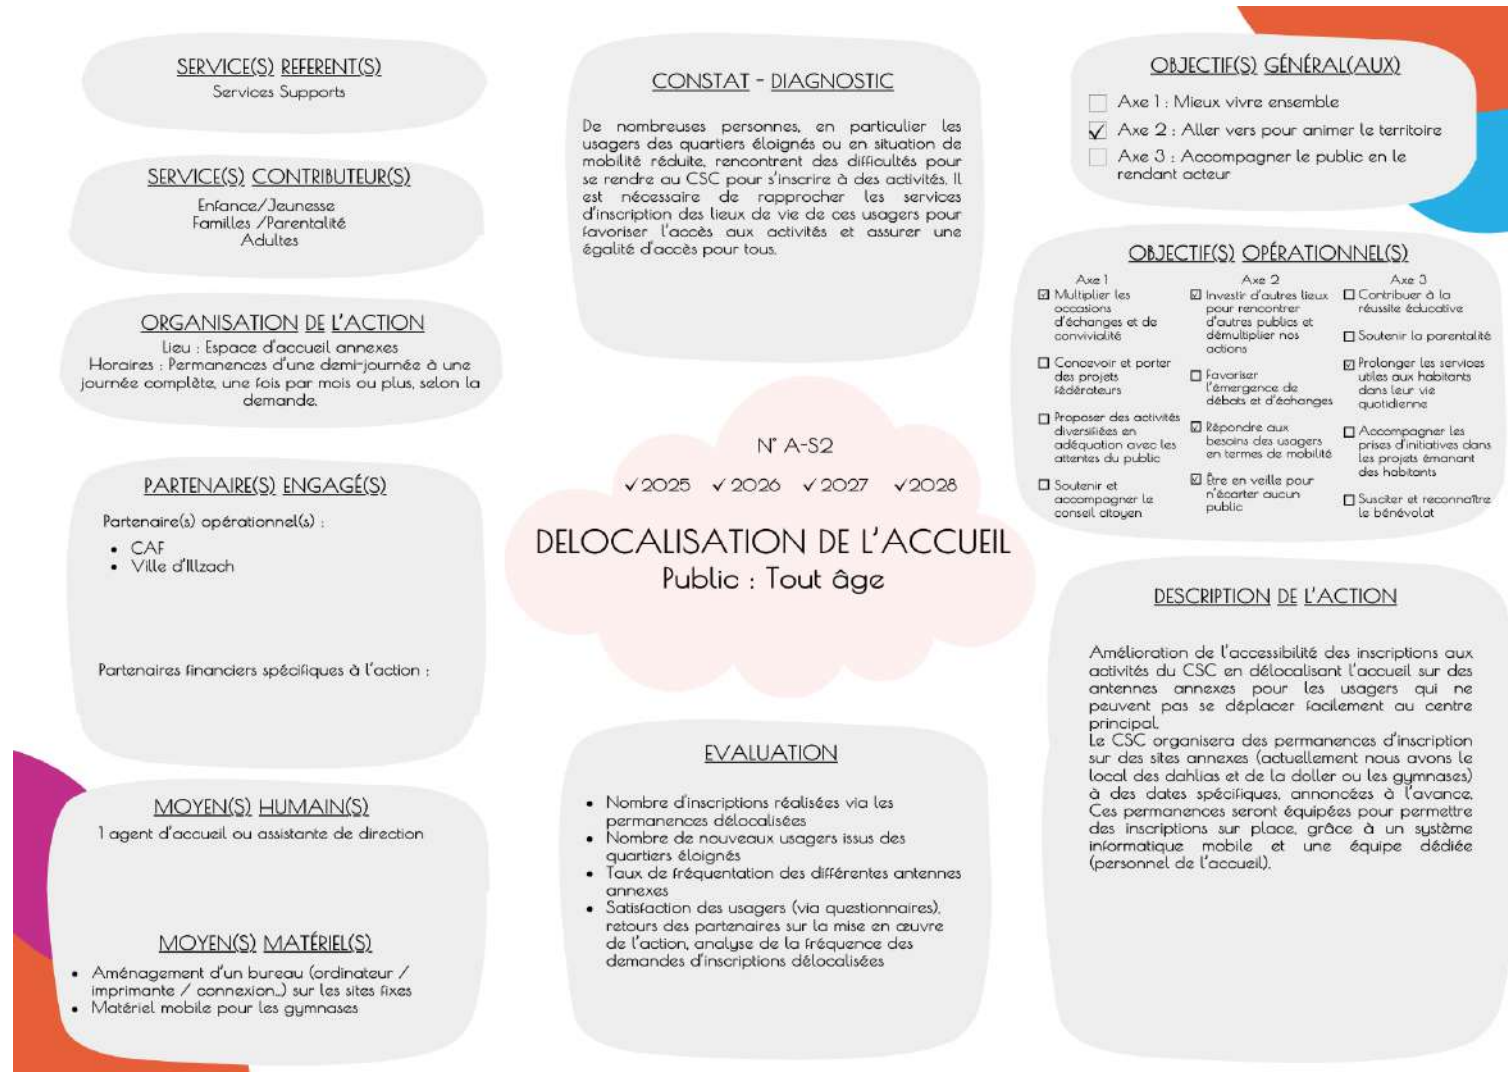 SERVICE(S) REFERENT(S)
Services Supports
SERVICE(S) CONTRIBUTEUR(S)
Enfance/Jeunesse
Familles /Parentalité
Adultes
ORGANISATION DE L'ACTION
Lieu : Espace d'accueil annexes
Horaires : Permanences d'une demi-journée à une
journée complète, une fois par mois ou plus, selon la
demande.
PARTENAIRE(S) ENGAGÉ(S)
Partenaire(s) opérationnel(s) :
• CAF
• Ville d'Illzach
Partenaires financiers spécifiques à l'action :
MOYEN(S) HUMAIN(S)
1 agent d'accueil ou assistante de direction
MOYEN(S) MATÉRIEL(S)
• Aménagement d'un bureau (ordinateur /
imprimante / connexion...) sur les sites fixes
• Matériel mobile pour les gymnases
CONSTAT - DIAGNOSTIC
De nombreuses personnes, en particulier les
usagers des quartiers éloignés ou en situation de
mobilité réduite, rencontrent des difficultés pour
se rendre au CSC pour s'inscrire à des activités. Il
est nécessaire de rapprocher les services
d'inscription des lieux de vie de ces usagers pour
favoriser l'accès aux activités et assurer une
égalité d'accès pour tous.
N° A-S2
✓2025 ✓2026 ✓2027 ✓2028
DELOCALISATION DE L'ACCUEIL
Public : Tout âge
EVALUATION
• Nombre d'inscriptions réalisées via les
permanences délocalisées
• Nombre de nouveaux usagers issus des
quartiers éloignés
• Taux de fréquentation des différentes antennes
annexes
• Satisfaction des usagers (via questionnaires),
retours des partenaires sur la mise en œuvre
de l'action, analyse de la fréquence des
demandes d'inscriptions délocalisées
OBJECTIF(S) GÉNÉRAL(AUX)
☐ Axe 1 : Mieux vivre ensemble
☑ Axe 2 : Aller vers pour animer le territoire
☐ Axe 3 : Accompagner le public en le
rendant acteur
OBJECTIF(S) OPÉRATIONNEL(S)
Axe 1
☑ Multiplier les
occasions
d'échanges et de
convivialité
☐ Concevoir et porter
des projets
fédérateurs
☐ Proposer des activités
diversifiées en
adéquation avec les
attentes du public
☐ Soutenir et
accompagner le
conseil citoyen
Axe 2
☑ Investir d'autres lieux
pour rencontrer
d'autres publics et
démultiplier nos
actions
☐ Favoriser
l'émergence de
débats et d'échanges
☑ Répondre aux
besoins des usagers
en termes de mobilité
☑ Être en veille pour
n'écarter aucun
public
Axe 3
☐ Contribuer à la
réussite éducative
☐ Soutenir la parentalité
☑ Prolonger les services
utiles aux habitants
dans leur vie
quotidienne
☐ Accompagner les
prises d'initiatives dans
les projets émanant
des habitants
☐ Susciter et reconnaître
le bénévolat
DESCRIPTION DE L'ACTION
Amélioration de l'accessibilité des inscriptions aux
activités du CSC en délocalisant l'accueil sur des
antennes annexes pour les usagers qui ne
peuvent pas se déplacer facilement au centre
principal.
Le CSC organisera des permanences d'inscription
sur des sites annexes (actuellement nous avons le
local des dahlias et de la doller ou les gymnases)
à des dates spécifiques, annoncées à l'avance.
Ces permanences seront équipées pour permettre
des inscriptions sur place, grâce à un système
informatique mobile et une équipe dédiée
(personnel de l'accueil).